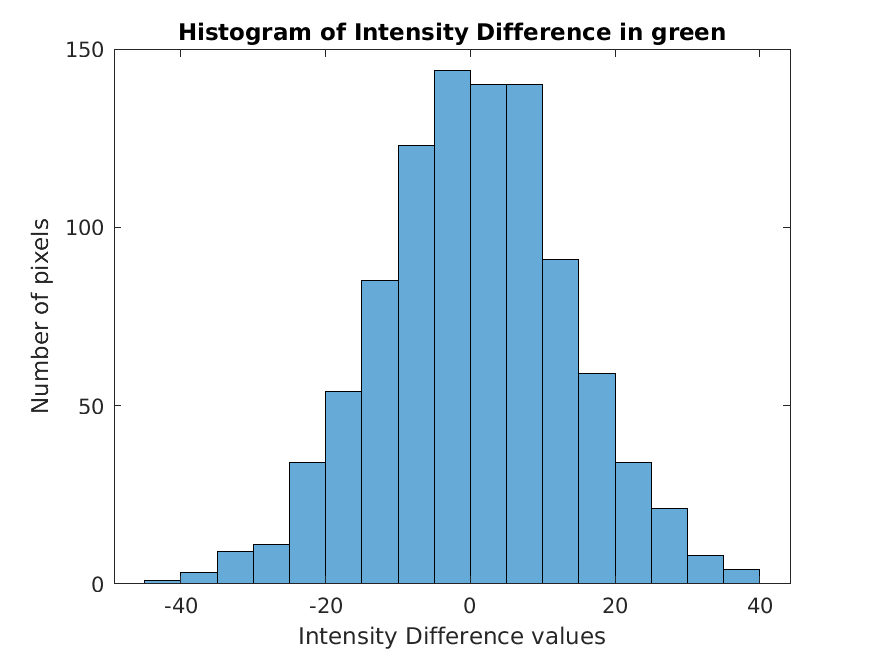 Histogram of Intensity Difference in green
150
100
50
0
Number of pixels
-40 -20 0 20 40
Intensity Difference values